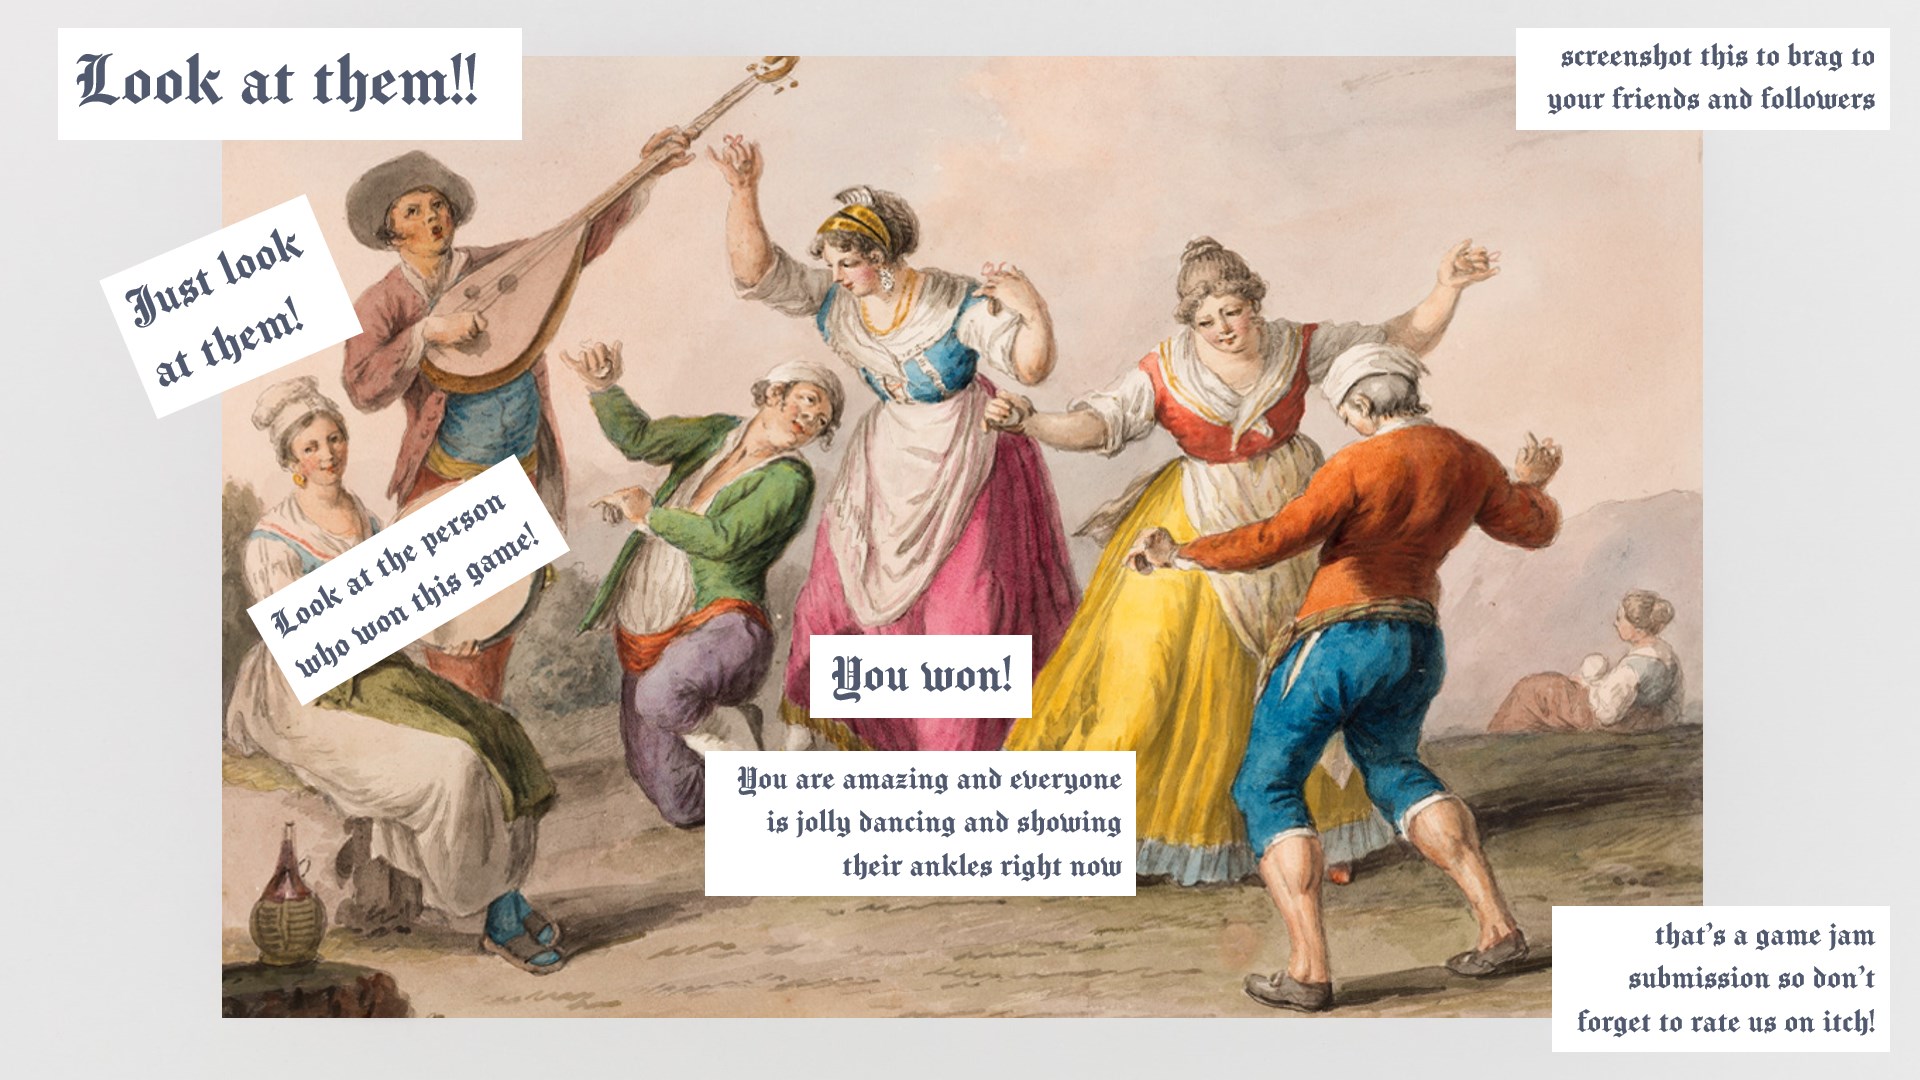 Look at them!!
screenshot this to brag to
your friends and followers
Just look
at them!
Look at the person
who won this game!
You won!
You are amazing and everyone
is jolly dancing and showing
their ankles right now
that's a game jam
submission so don't
forget to rate us on itch!